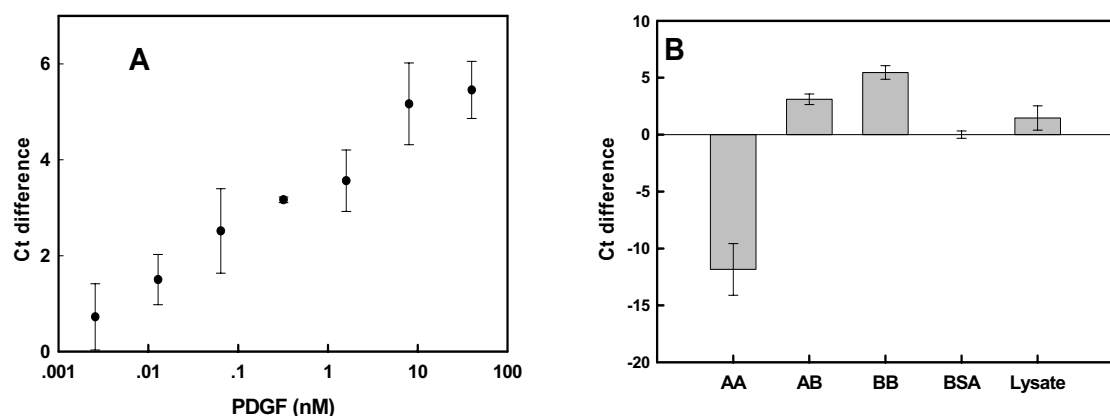 A
Ct difference
6
4
2
0
.001 .01 .1 1 10 100
PDGF (nM)
B
Ct difference
10
5
0
-5
-10
-15
-20
AA AB BB BSA Lysate